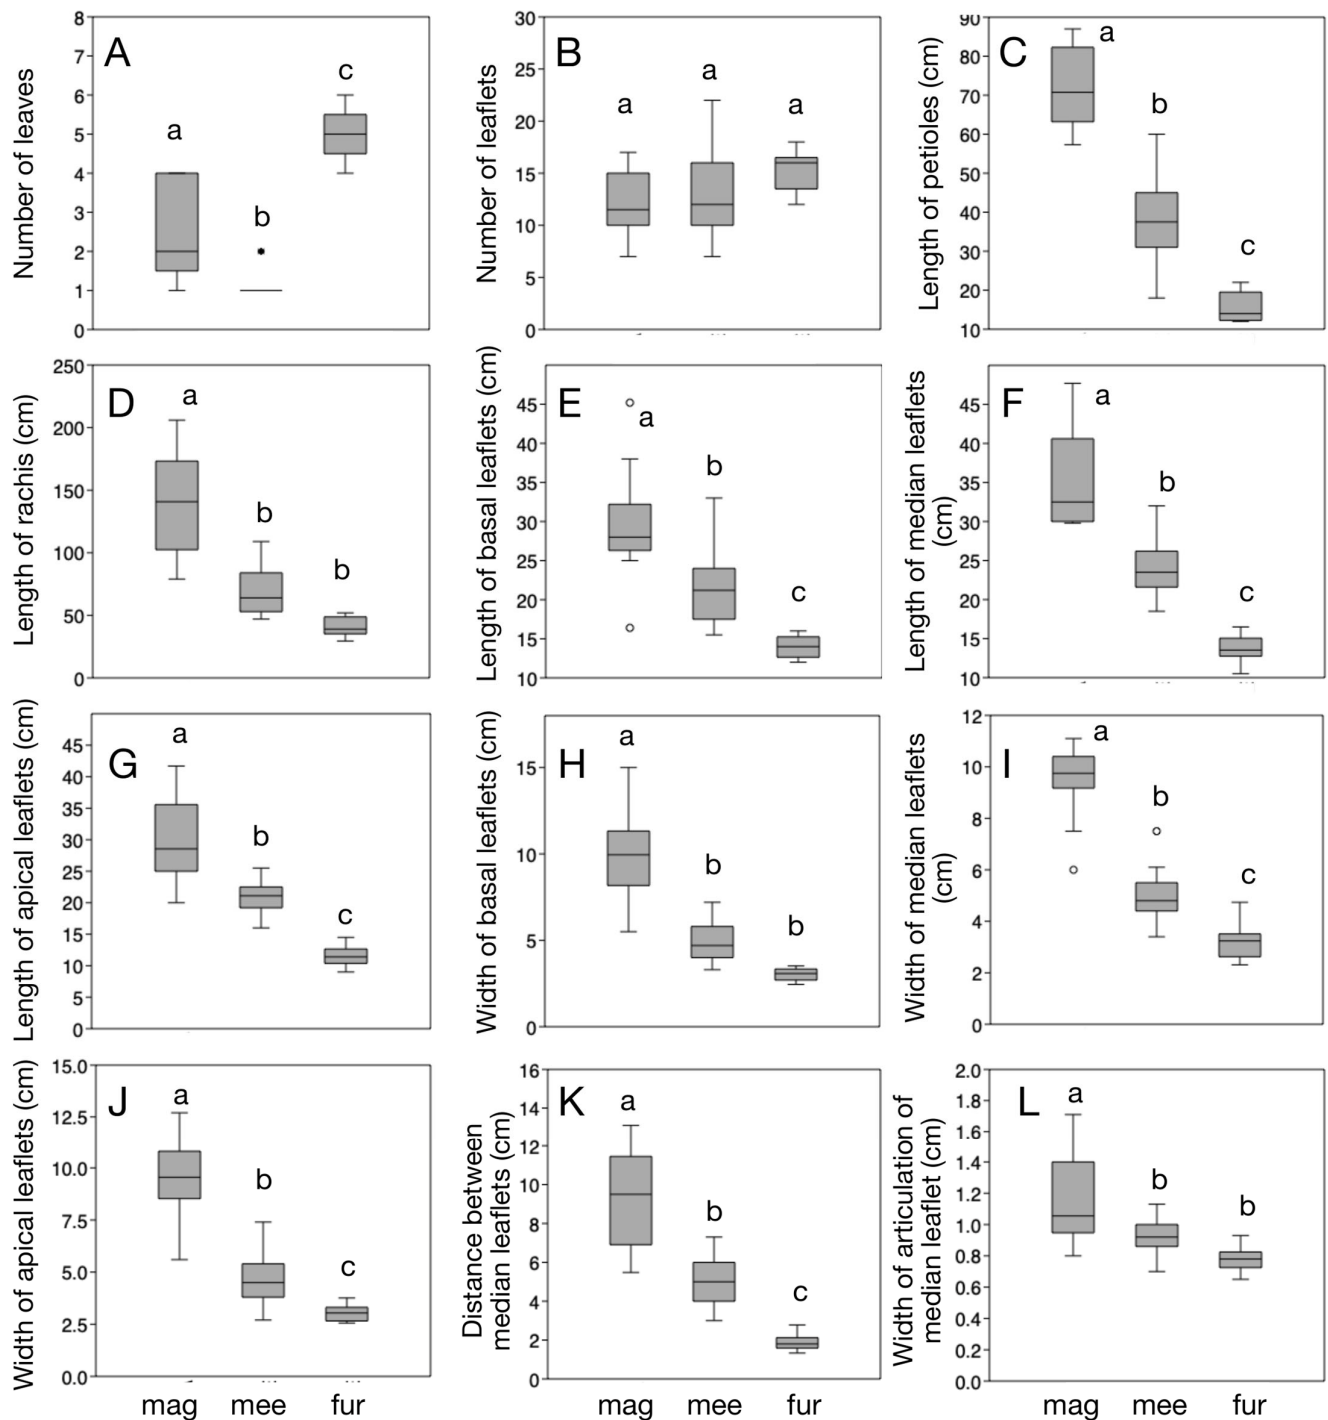 A
Number of leaves
8
7
6
5
4
3
2
1
0
a
b
c
B
Number of leaflets
30
25
20
15
10
5
0
a
a
a
C
Length of petioles (cm)
90
80
70
60
50
40
30
20
10
a
b
c
D
Length of rachis (cm)
250
200
150
100
50
0
a
b
b
E
Length of basal leaflets (cm)
45
40
35
30
25
20
15
10
a
b
c
F
Length of median leaflets
(cm)
45
40
35
30
25
20
15
10
a
b
c
G
Length of apical leaflets (cm)
45
40
35
30
25
20
15
10
5
0
a
b
c
H
Width of basal leaflets (cm)
15
10
5
0
a
b
b
I
Width of median leaflets
(cm)
12
10
8
6
4
2
0
a
b
c
J
Width of apical leaflets (cm)
15.0
12.5
10.0
7.5
5.0
2.5
0.0
a
b
c
K
Distance between
median leaflets (cm)
16
14
12
10
8
6
4
2
0
a
b
c
L
Width of articulation of
median leaflet (cm)
2.0
1.8
1.6
1.4
1.2
1.0
0.8
0.6
0.4
0.2
0.0
a
b
b
mag mee fur
mag mee fur
mag mee fur